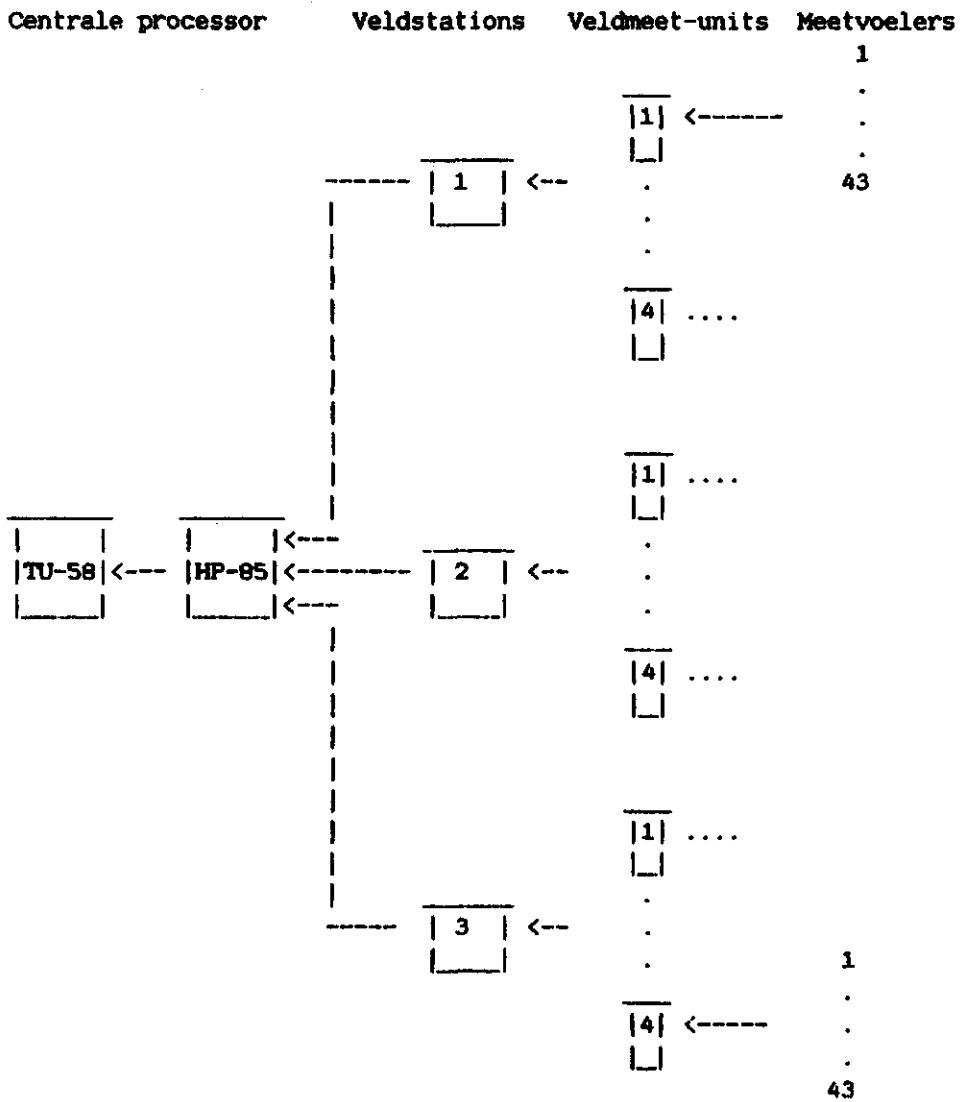 Centrale processor Veldstations Veldmeet-units Meetvoelers
1
.
|1| <------ .
.
------ | 1 | <-- . 43
.
.
|4| ....
|1| ....
<---
|TU-58| <--- |HP-85| <-------- | 2 | <-- .
<--- .
|4| ....
|1| ....
.
----- | 3 | <-- .
. 1
.
|4| <----- .
.
43